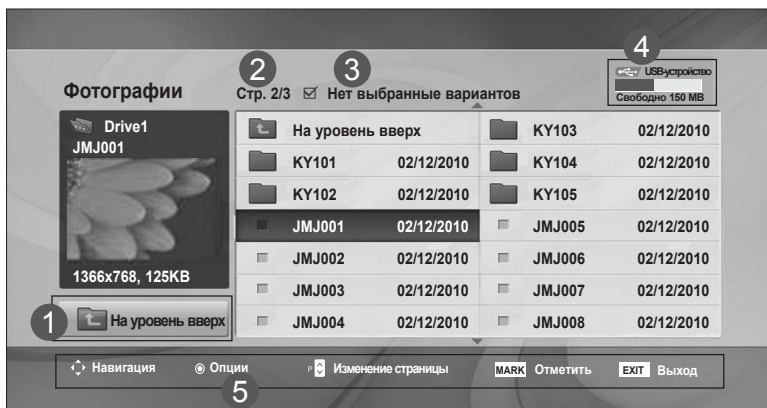 4
2
3
USB-устройство
Свободно 150 MB
Фотографии
Стр. 2/3
Нет выбранные вариантов
Drive1
JMJ001
1366x768, 125KB
1
На уровень вверх
На уровень вверх
KY101 02/12/2010
KY102 02/12/2010
JMJ001 02/12/2010
JMJ002 02/12/2010
JMJ003 02/12/2010
JMJ004 02/12/2010
KY103 02/12/2010
KY104 02/12/2010
KY105 02/12/2010
JMJ005 02/12/2010
JMJ006 02/12/2010
JMJ007 02/12/2010
JMJ008 02/12/2010
Навигация
Опции
P Изменение страницы
MARK Отметить
EXIT Выход
5